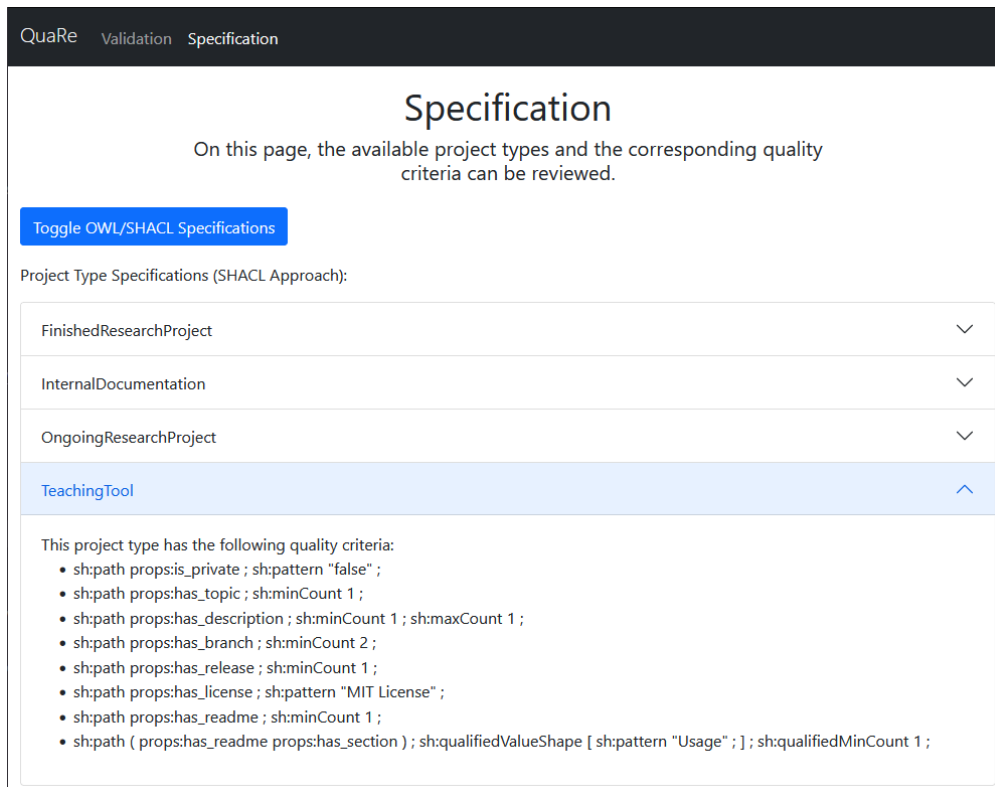 QuaRe Validation Specification
Specification
On this page, the available project types and the corresponding quality
criteria can be reviewed.
Toggle OWL/SHACL Specifications
Project Type Specifications (SHACL Approach):
FinishedResearchProject
InternalDocumentation
OngoingResearchProject
TeachingTool
This project type has the following quality criteria:
• sh:path props:is_private ; sh:pattern "false" ;
• sh:path props:has_topic ; sh:minCount 1 ;
• sh:path props:has_description ; sh:minCount 1 ; sh:maxCount 1 ;
• sh:path props:has_branch ; sh:minCount 2 ;
• sh:path props:has_release ; sh:minCount 1 ;
• sh:path props:has_license ; sh:pattern "MIT License" ;
• sh:path props:has_readme ; sh:minCount 1 ;
• sh:path ( props:has_readme props:has_section ) ; sh:qualifiedValueShape [ sh:pattern "Usage" ; ] ; sh:qualifiedMinCount 1 ;